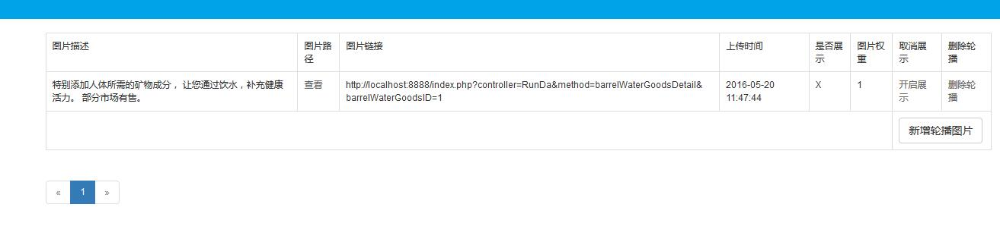 图片描述
图片路
径
图片链接
上传时间
是否展
示
图片权
重
取消展
示
删除轮
播
特别添加人体所需的矿物成分， 让您通过饮水，补充健康
活力。 部分市场有售。
查看
http://localhost:8888/index.php?controller=RunDa&method=barrelWaterGoodsDetail&
barrelWaterGoodsID=1
2016-05-20
11:47:44
X
1
开启展
示
删除轮
播
新增轮播图片
« 1 »